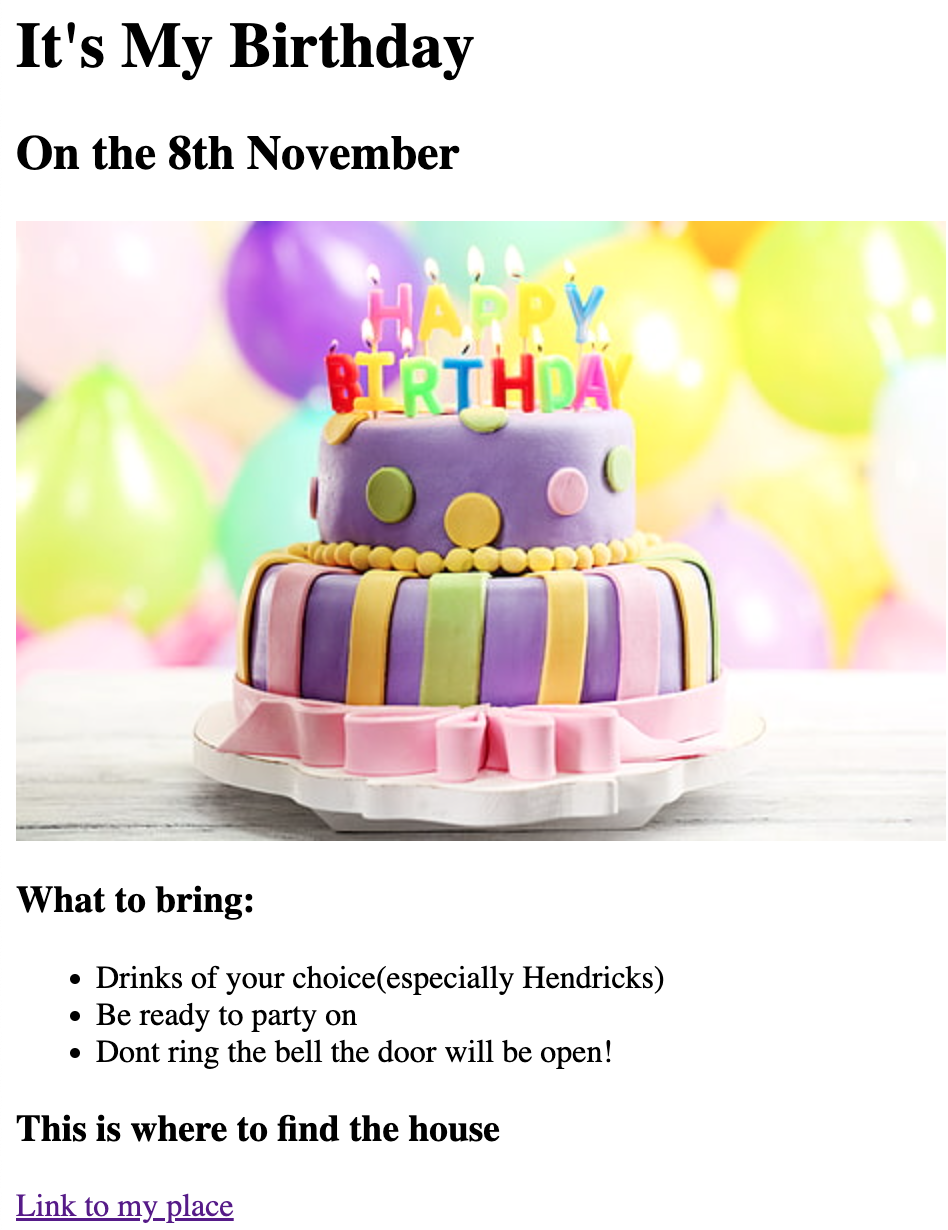 It's My Birthday
On the 8th November
HAPPY
BIRTHDAY
What to bring:
Drinks of your choice(especially Hendricks)
Be ready to party on
Dont ring the bell the door will be open!
This is where to find the house
Link to my place